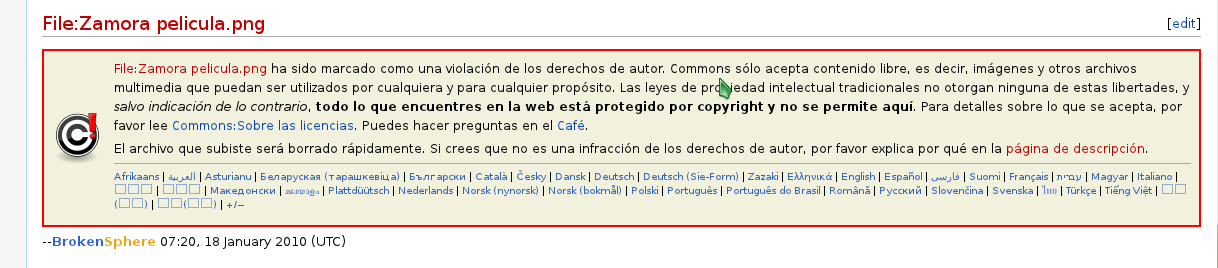 File:Zamora pelicula.png [edit]
File:Zamora pelicula.png ha sido marcado como una violación de los derechos de autor. Commons sólo acepta contenido libre, es decir, imágenes y otros archivos
multimedia que puedan ser utilizados por cualquiera y para cualquier propósito. Las leyes de propiedad intelectual tradicionales no otorgan ninguna de estas libertades, y
salvo indicación de lo contrario, todo lo que encuentres en la web está protegido por copyright y no se permite aquí. Para detalles sobre lo que se acepta, por
favor lee Commons:Sobre las licencias. Puedes hacer preguntas en el Café.
El archivo que subiste será borrado rápidamente. Si crees que no es una infracción de los derechos de autor, por favor explica por qué en la página de descripción.
Afrikaans | العربية | Asturianu | Беларуская (тарашкевіца) | Български | Català | Česky | Dansk | Deutsch | Deutsch (Sie-Form) | Zazaki | Ελληνικά | English | Español | فارسی | Suomi | Français | עברית | Magyar | Italiano |
| | Македонски | മലയാളം | Plattdüütsch | Nederlands | Norsk (nynorsk) | Norsk (bokmål) | Polski | Português | Português do Brasil | Română | Русский | Slovenčina | Svenska | ไทย | Türkçe | Tiếng Việt |
| | +/−
--BrokenSphere 07:20, 18 January 2010 (UTC)